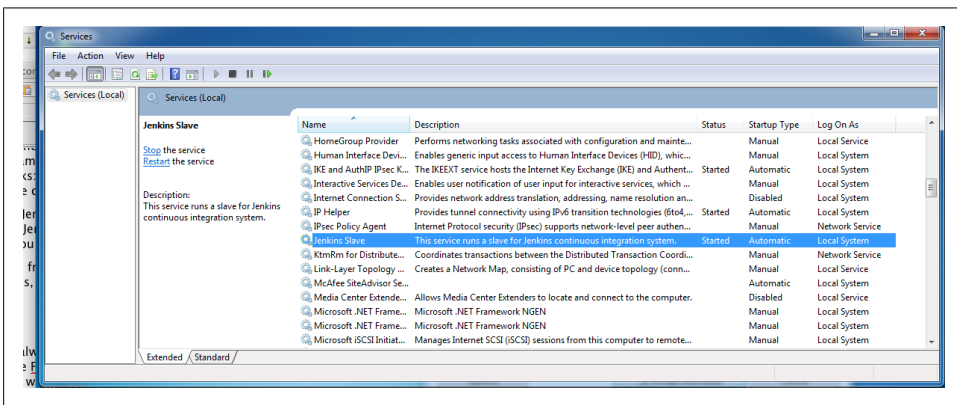 Services
File Action View Help
Services (Local)
Services (Local)
Jenkins Slave
Stop the service
Restart the service
Description:
This service runs a slave for Jenkins
continuous integration system.
Name Description Status Startup Type Log On As
HomeGroup Provider Performs networking tasks associated with configuration and mainte... Manual Local Service
Human Interface Devi... Enables generic input access to Human Interface Devices (HID), whic... Manual Local System
IKE and AuthIP IPsec K... The IKEEXT service hosts the Internet Key Exchange (IKE) and Authent... Started Automatic Local System
Interactive Services De... Enables user notification of user input for interactive services, which ... Manual Local System
Internet Connection S... Provides network address translation, addressing, name resolution an... Disabled Local System
IP Helper Provides tunnel connectivity using IPv6 transition technologies (6to4,... Started Automatic Local System
IPsec Policy Agent Internet Protocol security (IPsec) supports network-level peer authen... Manual Network Service
Jenkins Slave This service runs a slave for Jenkins continuous integration system. Started Automatic Local System
KtmRm for Distribute... Coordinates transactions between the Distributed Transaction Coordi... Manual Network Service
Link-Layer Topology ... Creates a Network Map, consisting of PC and device topology (conn... Manual Local Service
McAfee SiteAdvisor Se... Automatic Local System
Media Center Extende... Allows Media Center Extenders to locate and connect to the computer. Disabled Local Service
Microsoft .NET Frame... Microsoft .NET Framework NGEN Manual Local System
Microsoft .NET Frame... Microsoft .NET Framework NGEN Manual Local System
Microsoft iSCSI Initiat... Manages Internet SCSI (iSCSI) sessions from this computer to remote... Manual Local System
Extended Standard